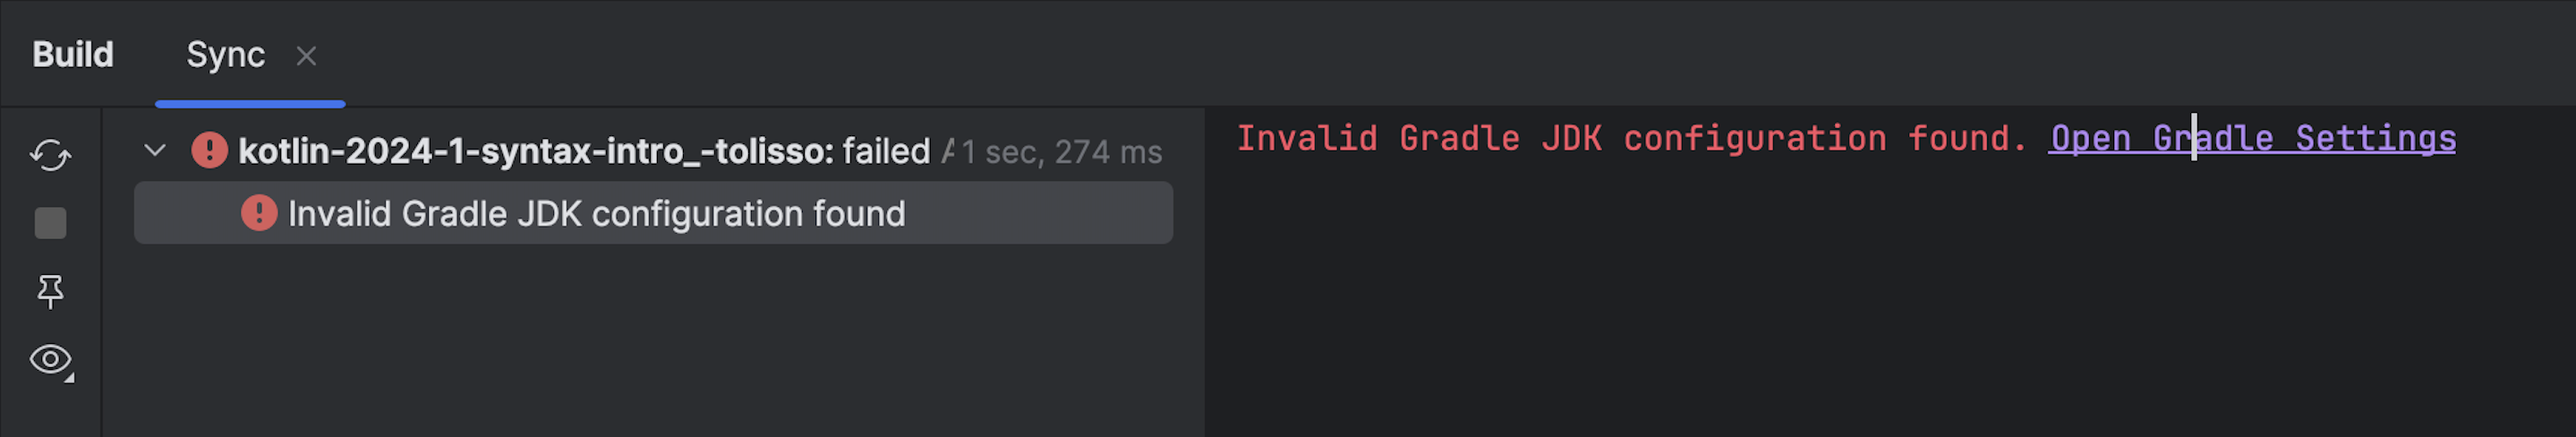 Build Sync
kotlin-2024-1-syntax-intro_-tolisso: failed 1 sec, 274 ms
Invalid Gradle JDK configuration found
Invalid Gradle JDK configuration found. Open Gradle Settings